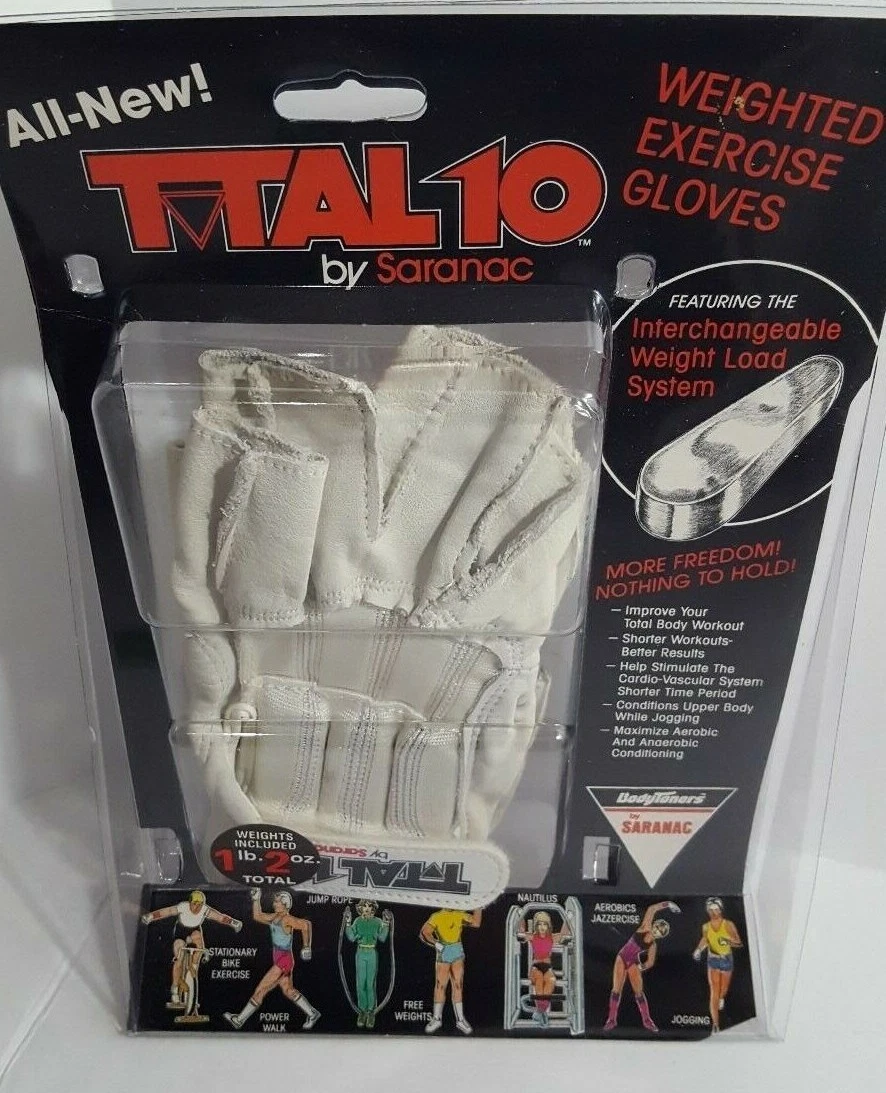 All-New!
WEIGHTED
EXERCISE
GLOVES
TOTAL 10™
by Saranac
FEATURING THE
Interchangeable
Weight Load
System
MORE FREEDOM!
NOTHING TO HOLD!
— Improve Your
Total Body Workout
— Shorter Workouts-
Better Results
— Help Stimulate The
Cardio-Vascular System
Shorter Time Period
— Conditions Upper Body
While Jogging
— Maximize Aerobic
And Anaerobic
Conditioning
BodyToners
by
SARANAC
WEIGHTS
INCLUDED
1 lb. 2 oz.
TOTAL
by Saranac
TOTAL 1
STATIONARY
BIKE
EXERCISE
POWER
WALK
JUMP ROPE
FREE
WEIGHTS
NAUTILUS
AEROBICS
JAZZERCISE
JOGGING